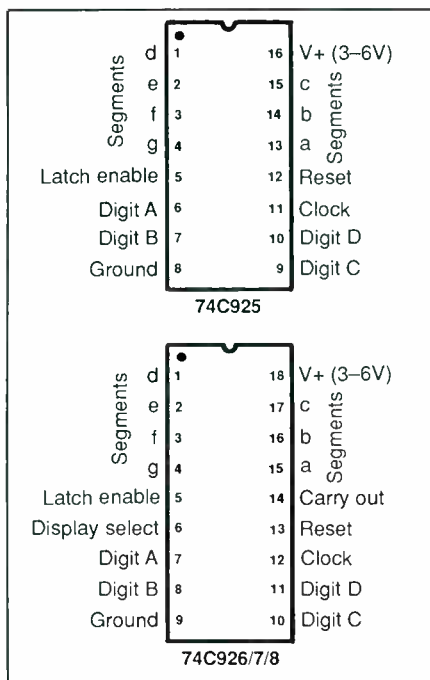 d 1 16 V+ (3–6V)
e 2 15 c
f 3 14 b
g 4 13 a
Segments
Segments
Latch enable 5 12 Reset
Digit A 6 11 Clock
Digit B 7 10 Digit D
Ground 8 9 Digit C
74C925
d 1 18 V+ (3–6V)
e 2 17 c
f 3 16 b
g 4 15 a
Segments
Segments
Latch enable 5 14 Carry out
Display select 6 13 Reset
Digit A 7 12 Clock
Digit B 8 11 Digit D
Ground 9 10 Digit C
74C926/7/8